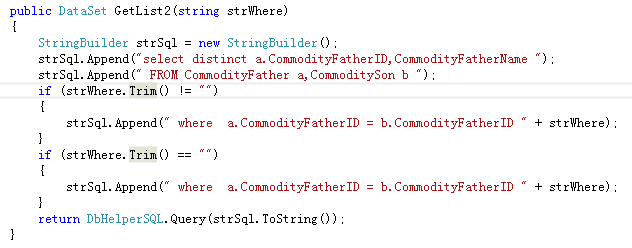 public DataSet GetList2(string strWhere)
{
    StringBuilder strSql = new StringBuilder();
    strSql.Append("select distinct a.CommodityFatherID,CommodityFatherName ");
    strSql.Append(" FROM CommodityFather a,CommoditySon b ");
    if (strWhere.Trim() != "")
    {
        strSql.Append(" where  a.CommodityFatherID = b.CommodityFatherID " + strWhere);
    }
    if (strWhere.Trim() == "")
    {
        strSql.Append(" where  a.CommodityFatherID = b.CommodityFatherID " + strWhere);
    }
    return DbHelperSQL.Query(strSql.ToString());
}